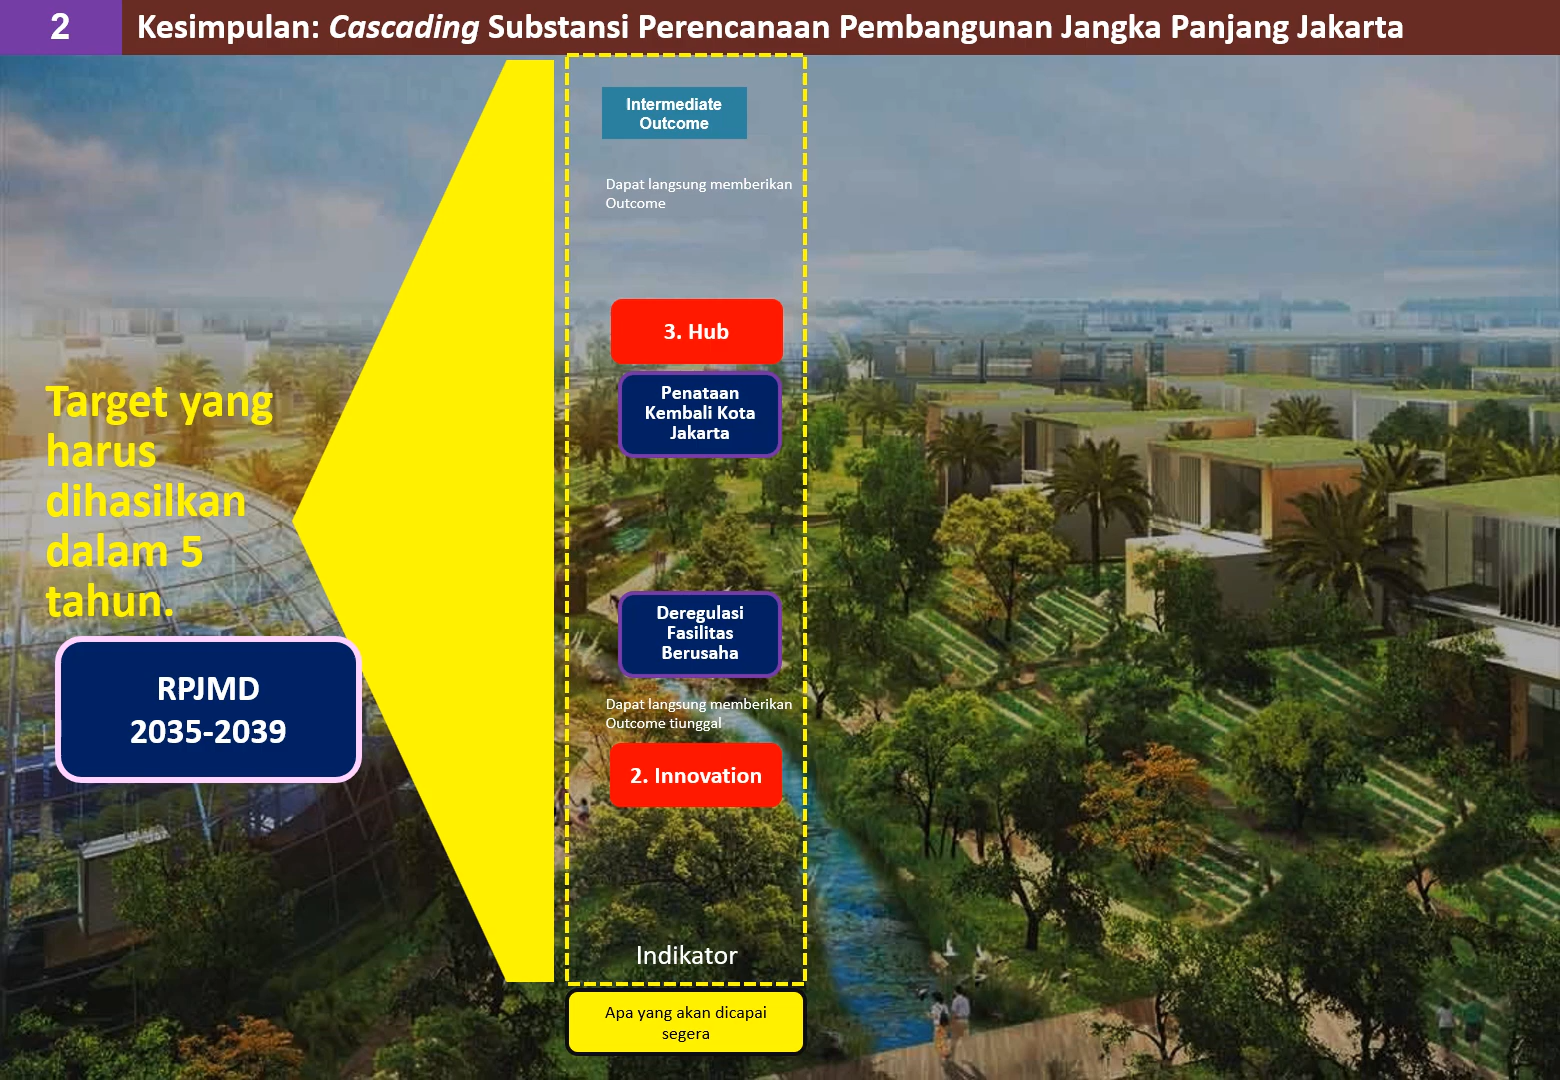 2
Kesimpulan: Cascading Substansi Perencanaan Pembangunan Jangka Panjang Jakarta
Intermediate
Outcome
Dapat langsung memberikan
Outcome
3. Hub
Penataan
Kembali Kota
Jakarta
Target yang
harus
dihasilkan
dalam 5
tahun.
RPJMD
2035-2039
Deregulasi
Fasilitas
Berusaha
Dapat langsung memberikan
Outcome tiunggal
2. Innovation
Indikator
Apa yang akan dicapai
segera